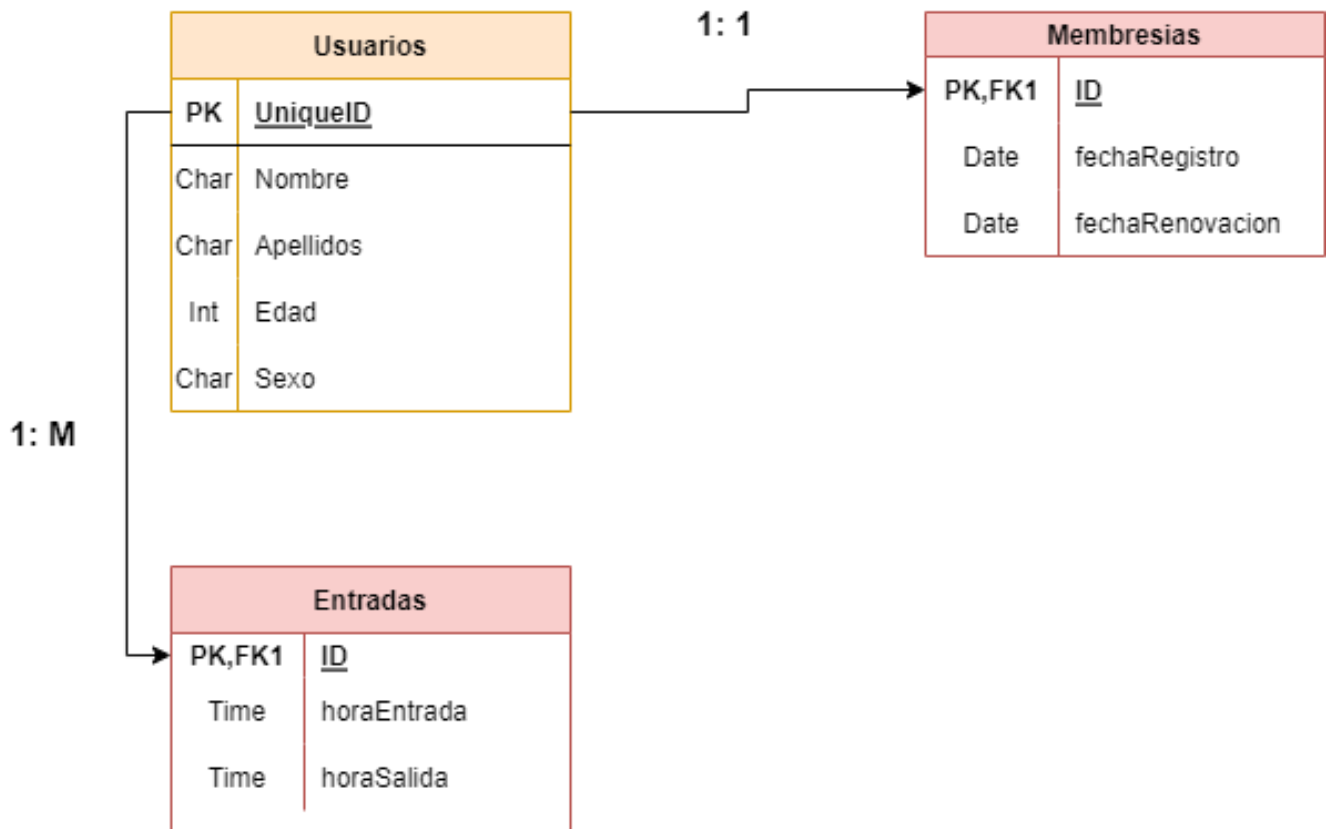 1: 1
Usuarios
PK UniqueID
Char Nombre
Char Apellidos
Int Edad
Char Sexo
Membresias
PK,FK1 ID
Date fechaRegistro
Date fechaRenovacion
1: M
Entradas
PK,FK1 ID
Time horaEntrada
Time horaSalida